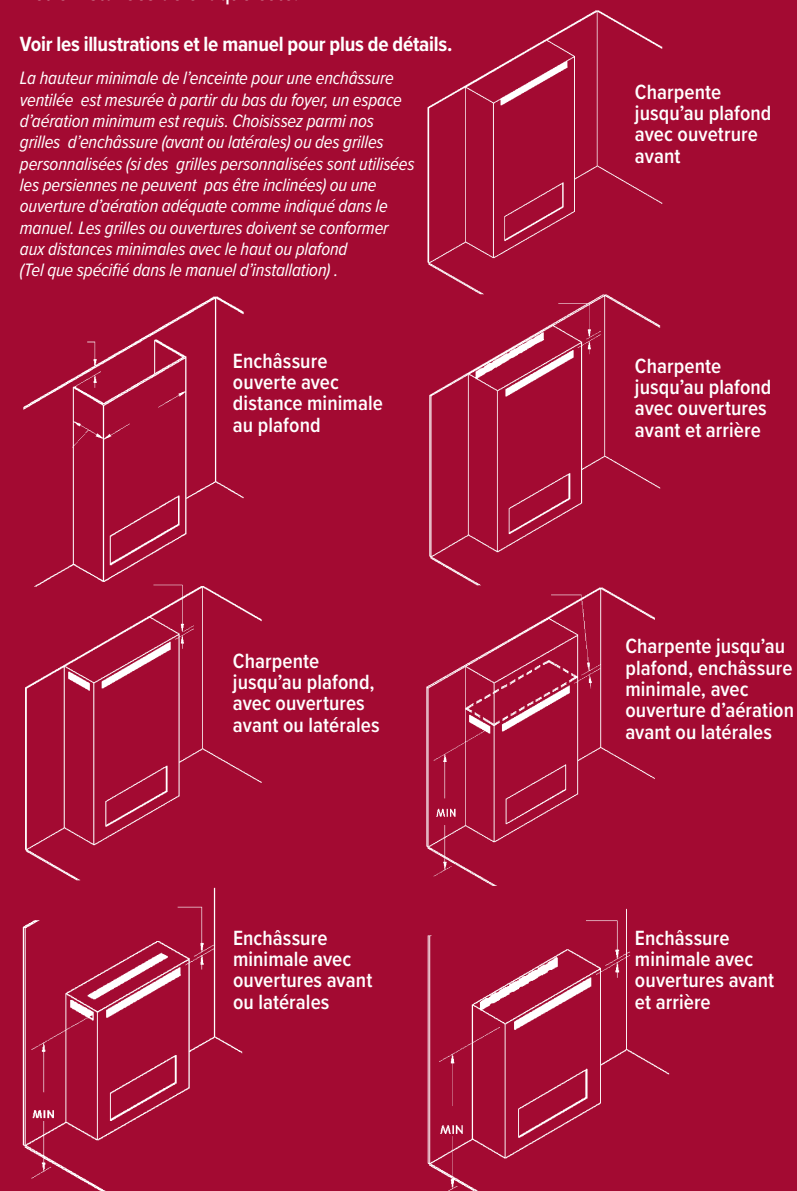 Voir les illustrations et le manuel pour plus de détails.
La hauteur minimale de l'enceinte pour une enchâssure
ventilée est mesurée à partir du bas du foyer, un espace
d'aération minimum est requis. Choisissez parmi nos
grilles d'enchâssure (avant ou latérales) ou des grilles
personnalisées (si des grilles personnalisées sont utilisées
les persiennes ne peuvent pas être inclinées) ou une
ouverture d'aération adéquate comme indiqué dans le
manuel. Les grilles ou ouvertures doivent se conformer
aux distances minimales avec le haut ou plafond
(Tel que spécifié dans le manuel d'installation) .
Charpente
jusqu'au plafond
avec ouvetrure
avant
Enchâssure
ouverte avec
distance minimale
au plafond
Charpente
jusqu'au plafond
avec ouvertures
avant et arrière
Charpente
jusqu'au plafond,
avec ouvertures
avant ou latérales
Charpente jusqu'au
plafond, enchâssure
minimale, avec
ouverture d'aération
avant ou latérales
MIN
Enchâssure
minimale avec
ouvertures avant
ou latérales
MIN
Enchâssure
minimale avec
ouvertures avant
et arrière
MIN